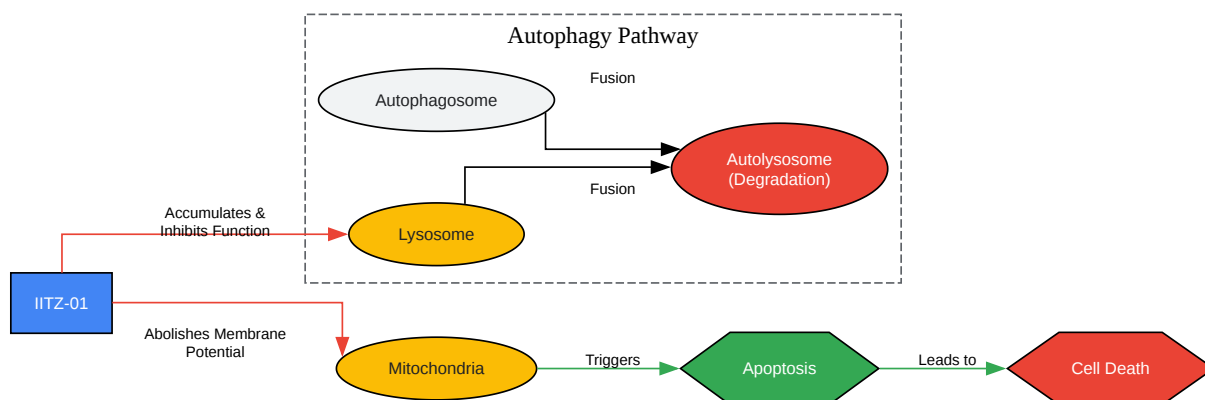 Autophagy Pathway
Fusion
Autophagosome
Autolysosome
(Degradation)
Fusion
Accumulates &
Inhibits Function
Lysosome
IITZ-01
Abolishes Membrane
Potential
Mitochondria
Triggers
Apoptosis
Leads to
Cell Death